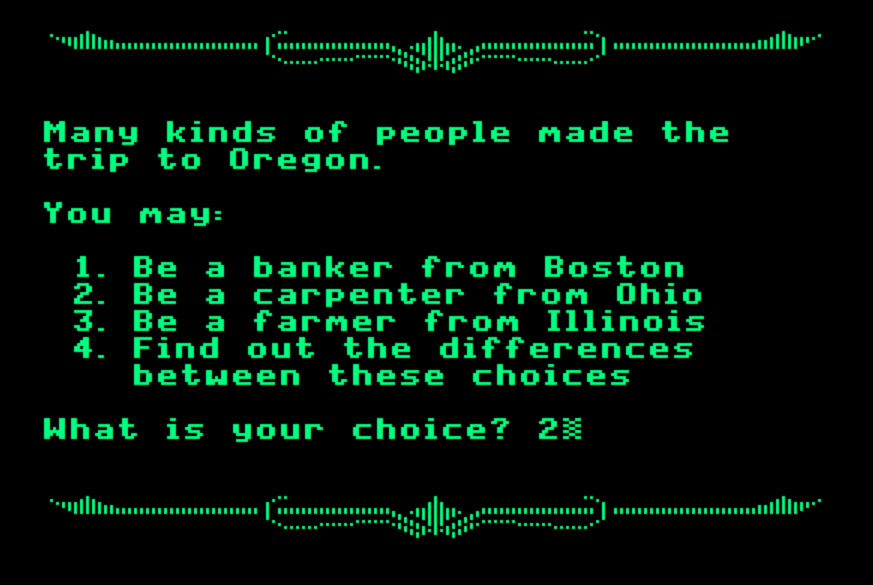 Many kinds of people made the
trip to Oregon.
You may:
1. Be a banker from Boston
2. Be a carpenter from Ohio
3. Be a farmer from Illinois
4. Find out the differences
between these choices
What is your choice? 2